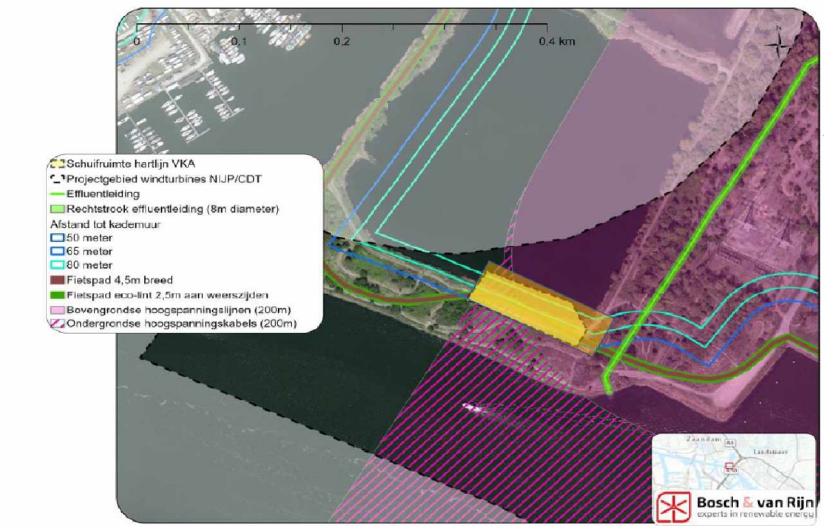 0 0,1 0,2 0,4 km
Schuifruimte hartlijn VKA
Projectgebied windturbines NIJP/CDT
Effluentleiding
Rechtstrook effluentleiding (8m diameter)
Afstand tot kademuur
50 meter
65 meter
80 meter
Fietspad 4,5m breed
Fietspad eco-lint 2,5m aan weerszijden
Bovengrondse hoogspanningslijnen (200m)
Ondergrondse hoogspanningskabels (200m)
Zaandam
Bosch & van Rijn
experts in renewable energy